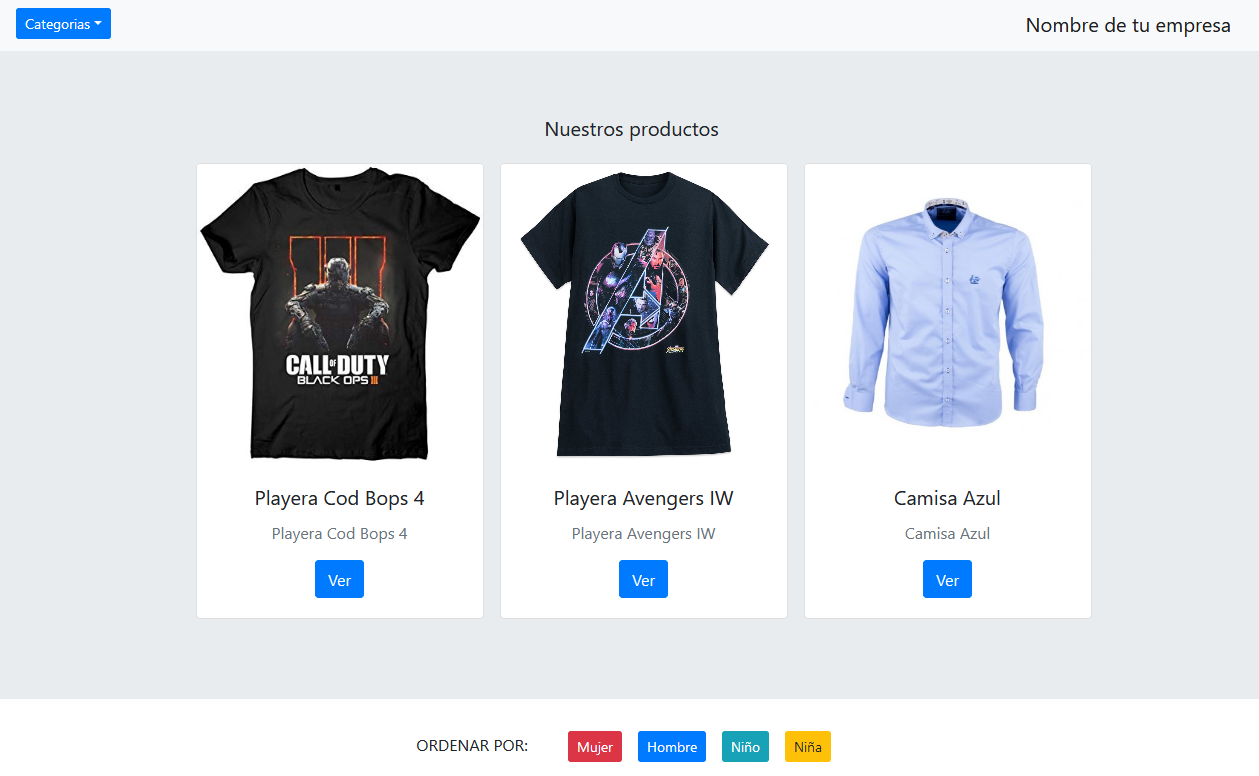 Categorias
Nombre de tu empresa
Nuestros productos
CALL OF DUTY
BLACK OPS III
Playera Cod Bops 4
Playera Cod Bops 4
Ver
Playera Avengers IW
Playera Avengers IW
Ver
Camisa Azul
Camisa Azul
Ver
ORDENAR POR:
Mujer
Hombre
Niño
Niña